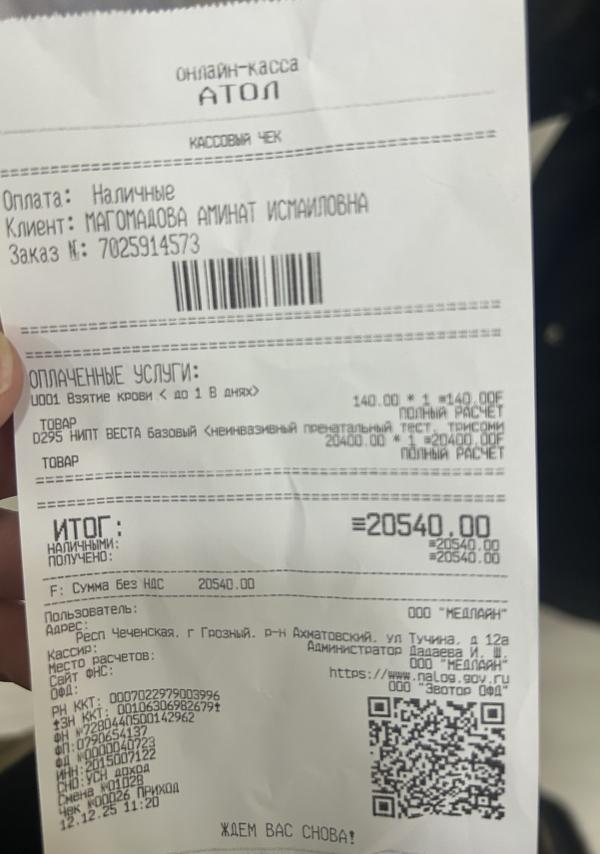 онлайн-касса
АТОЛ
КАССОВЫЙ ЧЕК
Оплата: Наличные
Клиент: МАГОМАДОВА АМИНАТ ИСМАИЛОВНА
Заказ №: 7025914573
ОПЛАЧЕННЫЕ УСЛУГИ:
U001 Взятие крови < до 1 В днях>
140.00 * 1 =140.00₽
ПОЛНЫЙ РАСЧЕТ
ТОВАР
D295 НИПТ ВЕСТА базовый <неинвазивный пренатальный тест, трисоми
20400.00 * 1 =20400.00₽
ПОЛНЫЙ РАСЧЕТ
ТОВАР
ИТОГ: =20540.00
НАЛИЧНЫМИ: =20540.00
ПОЛУЧЕНО: =20540.00
F: Сумма без НДС 20540.00
Пользователь: ООО "МЕДЛАЙН"
Адрес:
Респ Чеченская, г Грозный, р-н Ахматовский, ул Тучина, д 12а
Кассир: Администратор Дадаева И. Ш.
Место расчетов: ООО "МЕДЛАЙН"
Сайт ФНС: https://www.nalog.gov.ru
ОФД: ООО "Эвотор ОФД"
РН ККТ: 0007022979003996
ЗН ККТ: 00106306982679
ФН №7280440500142962
ФП:0790654137
ФД №0000040723
ИНН:2015007122
СНО:УСН доход
Смена №01028
Чек №00026 ПРИХОД
12.12.25 11:20
ЖДЕМ ВАС СНОВА!